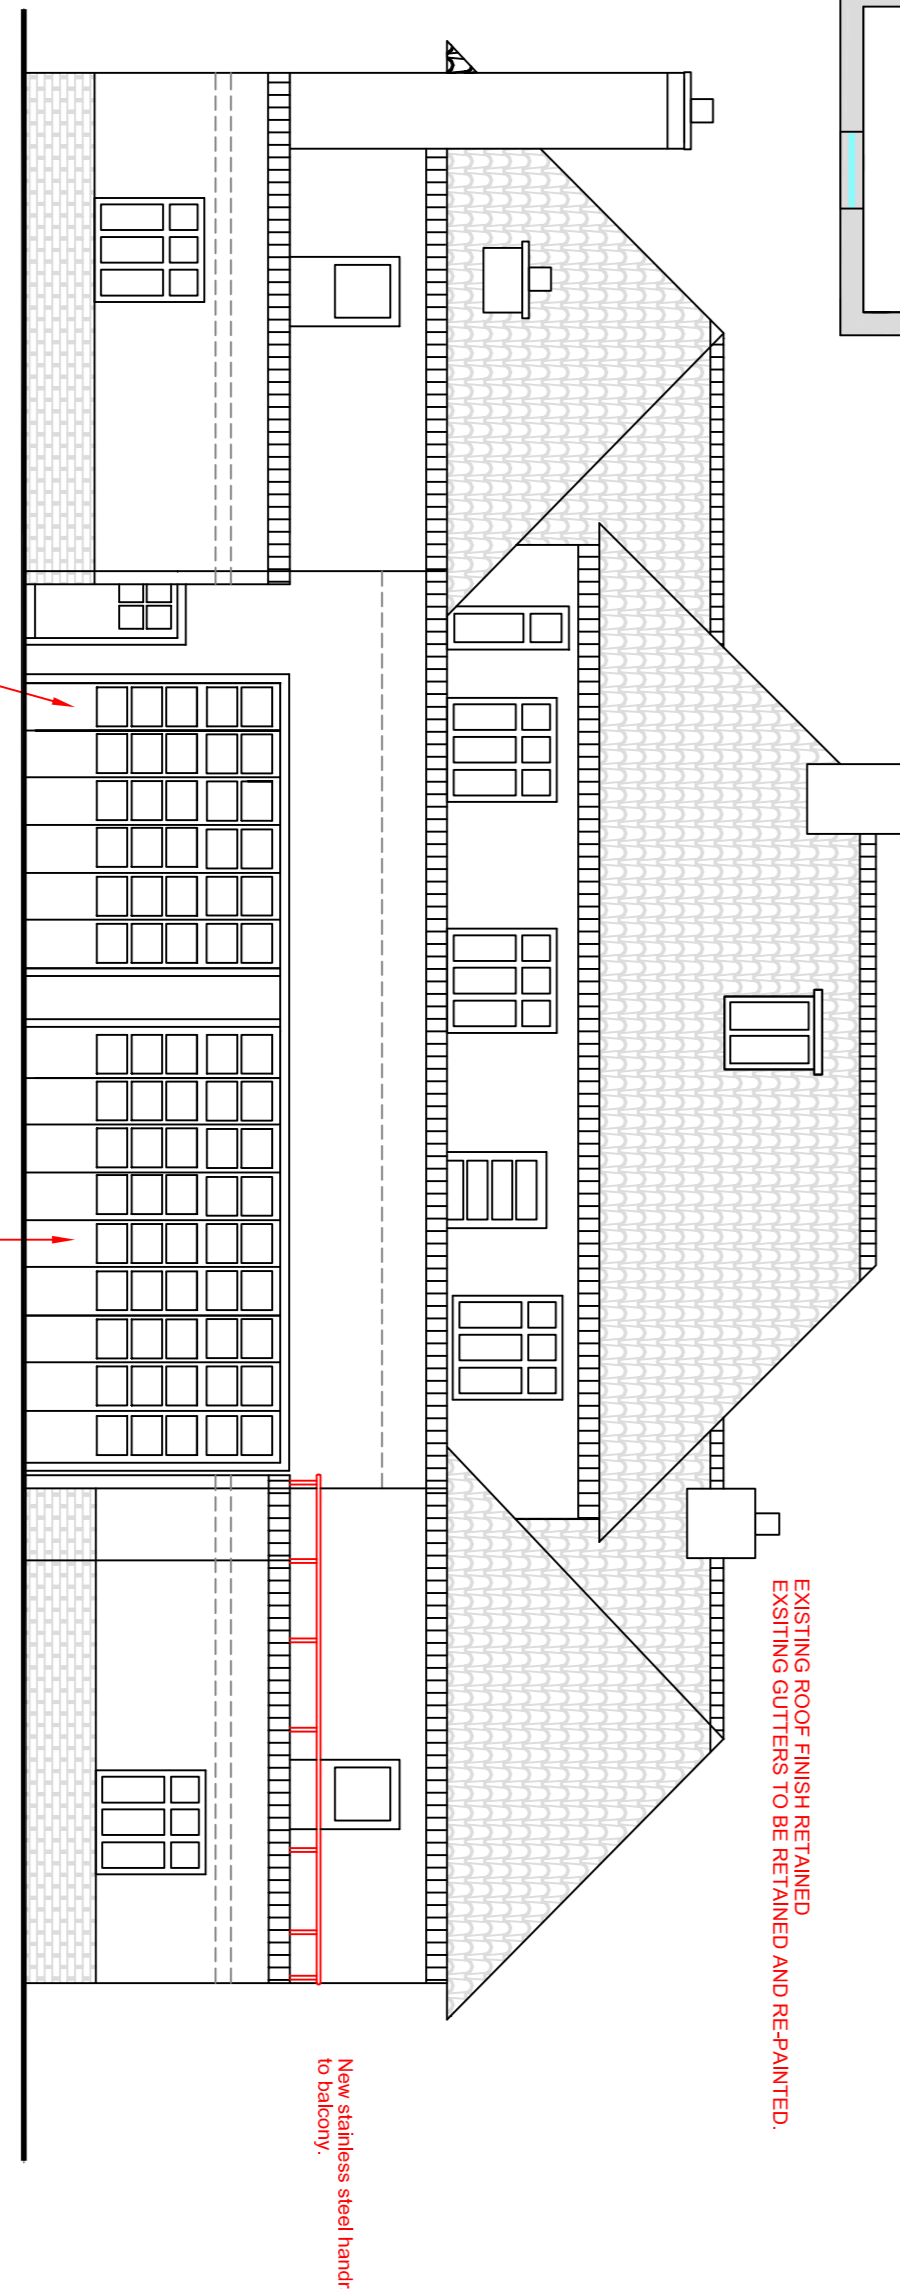 EXISTING ROOF FINISH RETAINED
EXSITING GUTTERS TO BE RETAINED AND RE-PAINTED.
New stainless steel handr
to balcony.